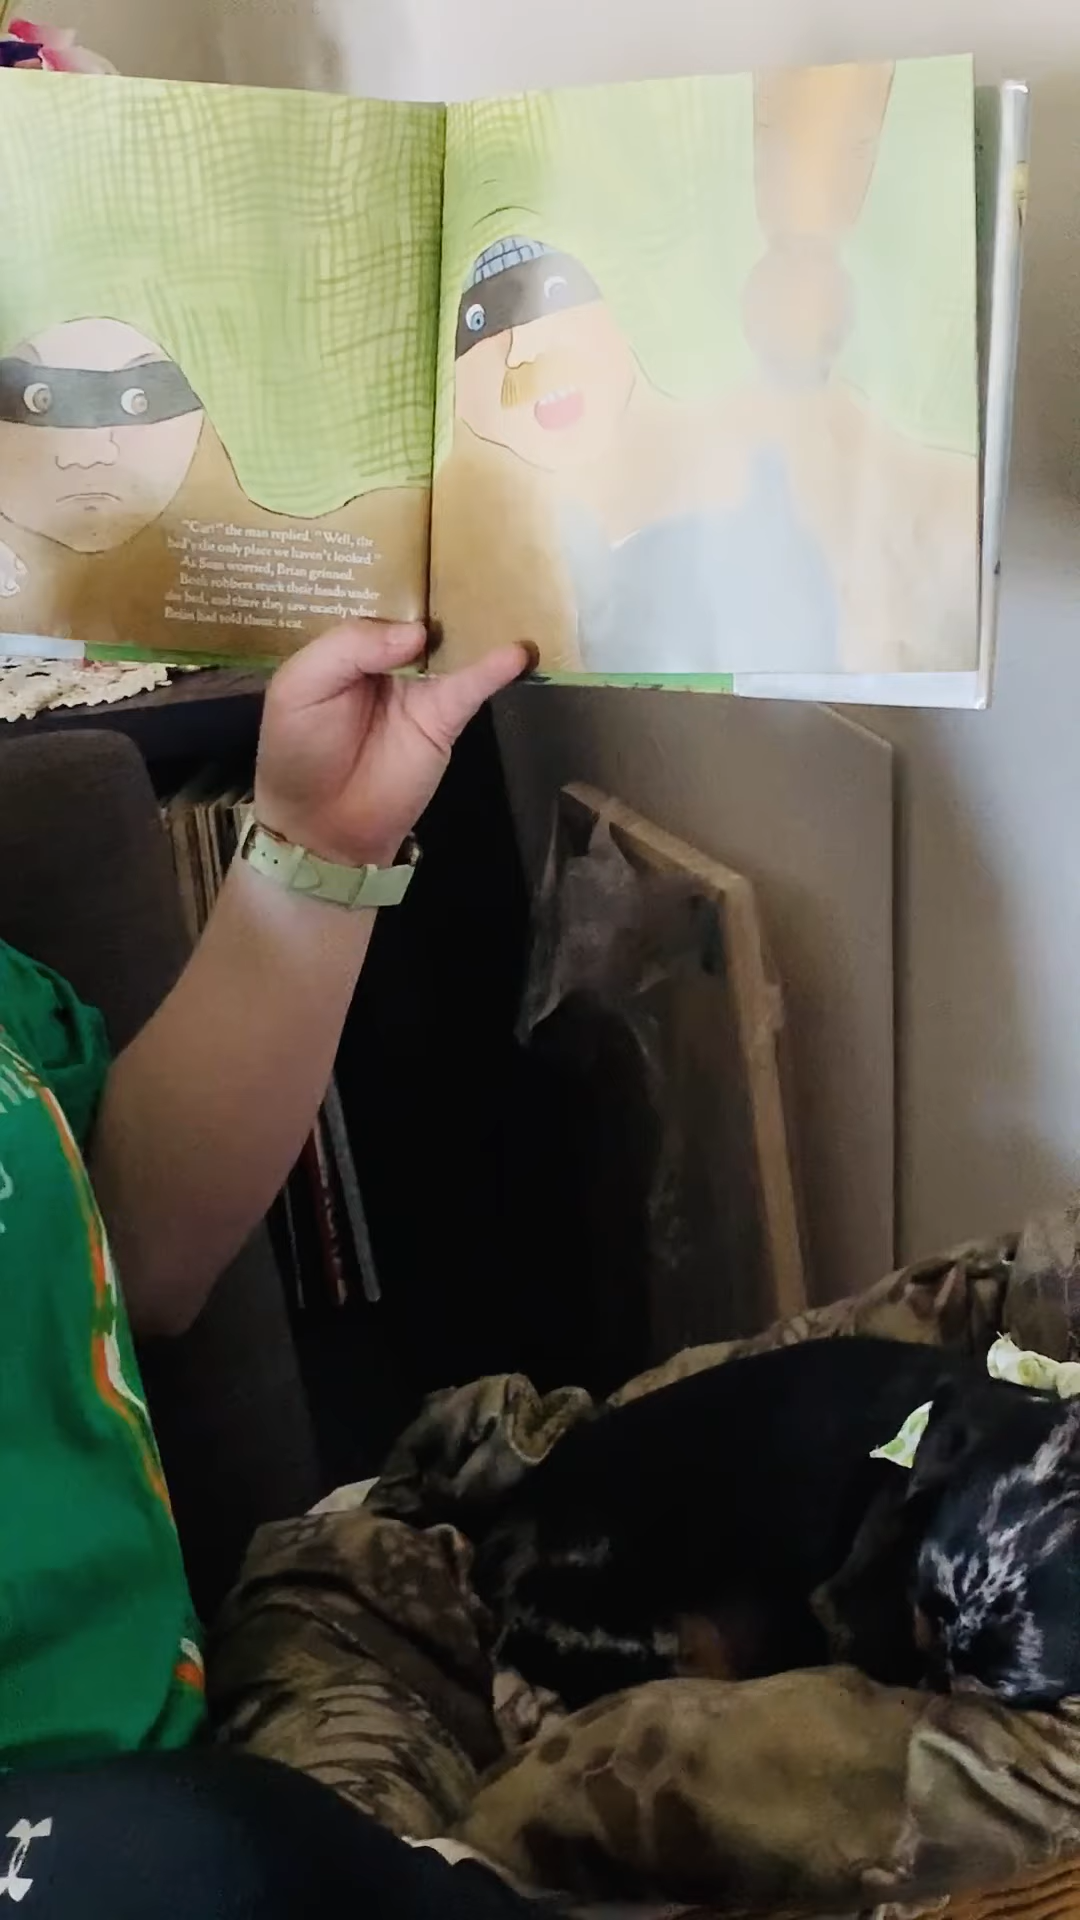 "Cat?" the man replied. "Well, the
bed's the only place we haven't looked."
As Sam worried, Brian grinned.
Both robbers stuck their heads under
the bed, and there they saw exactly what
Brian had told them: a cat.